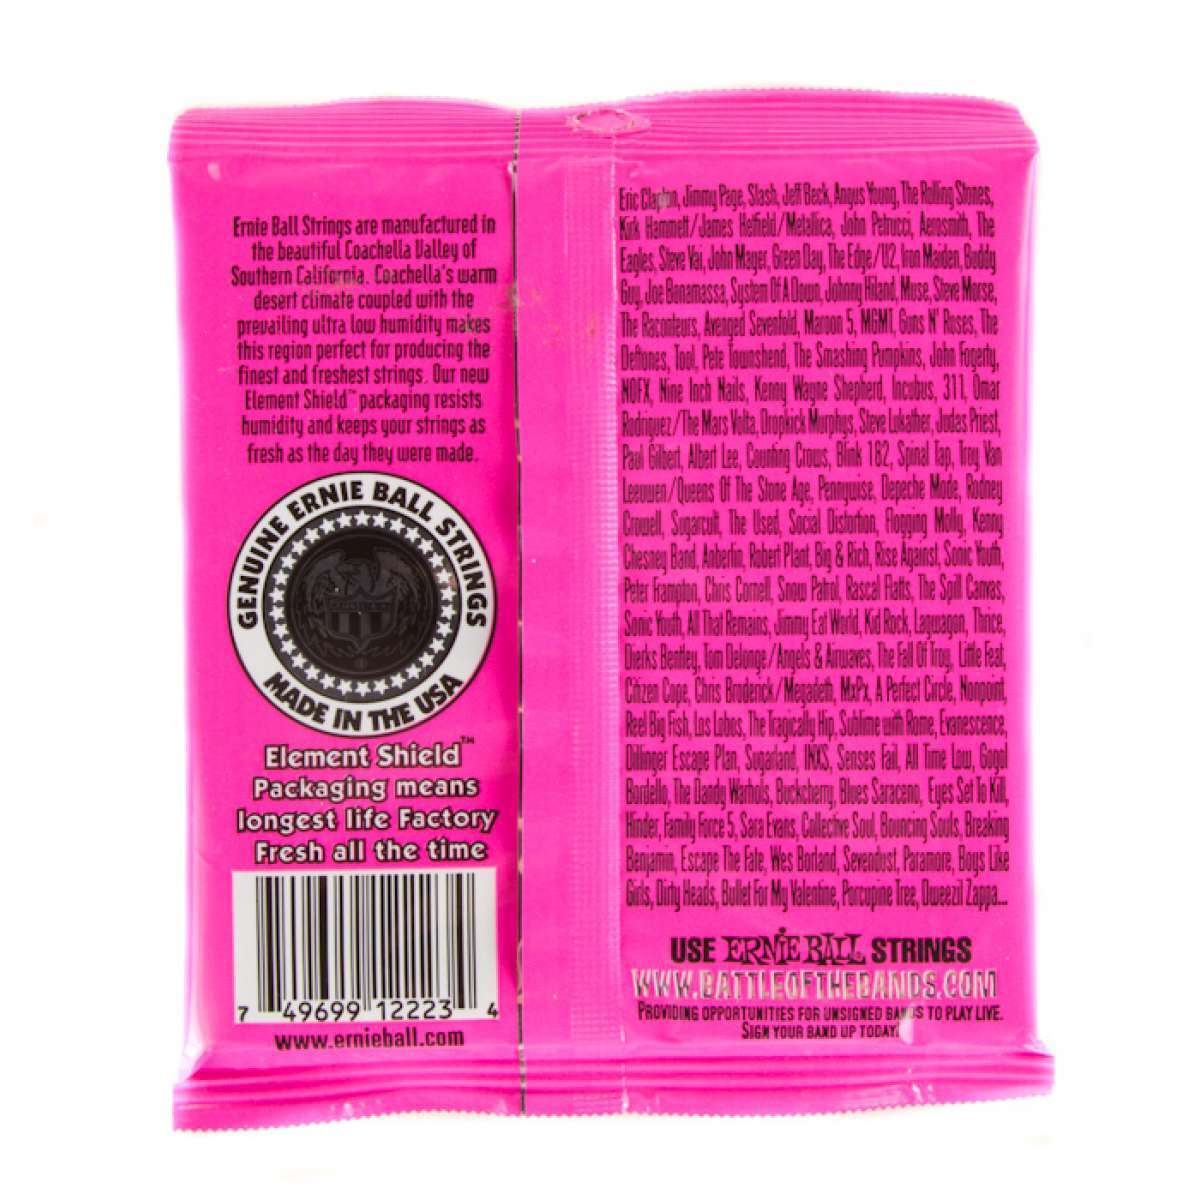 Ernie Ball Strings are manufactured in
the beautiful Coachella Valley of
Southern California. Coachella's warm
desert climate coupled with the
prevailing ultra low humidity makes
this region perfect for producing the
finest and freshest strings. Our new
Element Shield™ packaging resists
humidity and keeps your strings as
fresh as the day they were made.
GENUINE ERNIE BALL STRINGS
MADE IN THE USA
Element Shield™
Packaging means
longest life Factory
Fresh all the time
7 49699 12223 4
www.ernieball.com
Eric Clapton, Jimmy Page, Slash, Jeff Beck, Angus Young, The Rolling Stones,
Kirk Hammett/James Hetfield/Metallica, John Petrucci, Aerosmith, The
Eagles, Steve Vai, John Mayer, Green Day, The Edge/U2, Iron Maiden, Buddy
Guy, Joe Bonamassa, System Of A Down, Johnny Hiland, Muse, Steve Morse,
The Raconteurs, Avenged Sevenfold, Maroon 5, MGMT, Guns N' Roses, The
Deftones, Tool, Pete Townshend, The Smashing Pumpkins, John Fogerty,
NOFX, Nine Inch Nails, Kenny Wayne Shepherd, Incubus, 311, Omar
Rodriguez/The Mars Volta, Dropkick Murphys, Steve Lukather, Judas Priest,
Paul Gilbert, Albert Lee, Counting Crows, Blink 182, Spinal Tap, Troy Van
Leeuwen/Queens Of The Stone Age, Pennywise, Depeche Mode, Rodney
Crowell, Sugarcult, The Used, Social Distortion, Flogging Molly, Kenny
Chesney Band, Anberlin, Robert Plant, Big & Rich, Rise Against, Sonic Youth,
Peter Frampton, Chris Cornell, Snow Patrol, Rascal Flatts, The Spill Canvas,
Sonic Youth, All That Remains, Jimmy Eat World, Kid Rock, Lagwagon, Thrice,
Dierks Bentley, Tom Delonge/Angels & Airwaves, The Fall Of Troy, Little Feat,
Citizen Cope, Chris Broderick/Megadeth, MxPx, A Perfect Circle, Nonpoint,
Reel Big Fish, Los Lobos, The Tragically Hip, Sublime with Rome, Evanescence,
Dillinger Escape Plan, Sugarland, INXS, Senses Fail, All Time Low, Gogol
Bordello, The Dandy Warhols, Buckcherry, Blues Saraceno, Eyes Set To Kill,
Hinder, Family Force 5, Sara Evans, Collective Soul, Bouncing Souls, Breaking
Benjamin, Escape The Fate, Wes Borland, Sevendust, Paramore, Boys Like
Girls, Dirty Heads, Bullet For My Valentine, Porcupine Tree, Dweezil Zappa...
USE ERNIE BALL STRINGS
WWW.BATTLEOFTHEBANDS.COM
PROVIDING OPPORTUNITIES FOR UNSIGNED BANDS TO PLAY LIVE.
SIGN YOUR BAND UP TODAY!